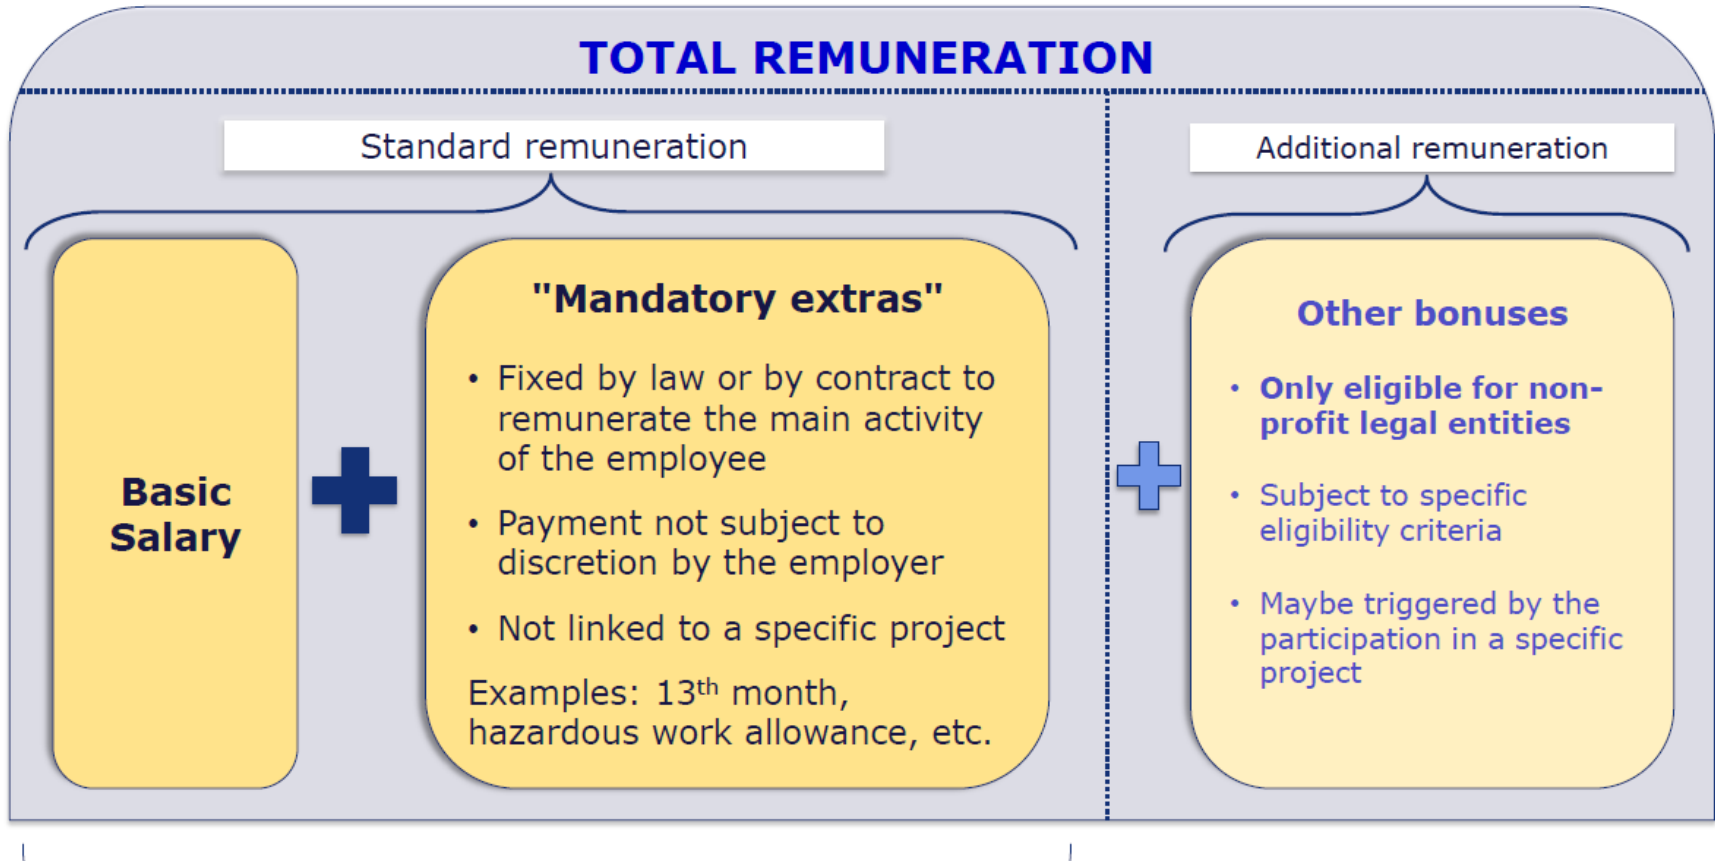 TOTAL REMUNERATION
Standard remuneration
Additional remuneration
Basic
Salary
"Mandatory extras"
• Fixed by law or by contract to
remunerate the main activity
of the employee
• Payment not subject to
discretion by the employer
• Not linked to a specific project
Examples: 13th month,
hazardous work allowance, etc.
Other bonuses
• Only eligible for non-
profit legal entities
• Subject to specific
eligibility criteria
• Maybe triggered by the
participation in a specific
project